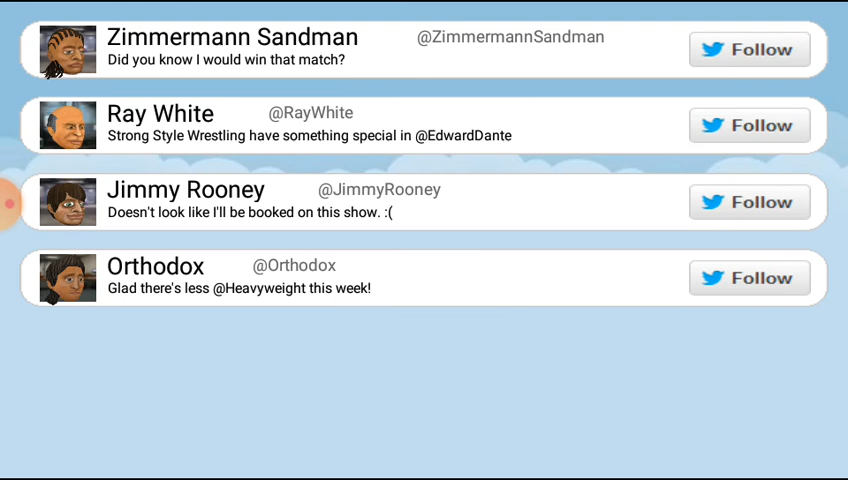 Zimmermann Sandman @ZimmermannSandman Follow
Did you know I would win that match?
Ray White @RayWhite Follow
Strong Style Wrestling have something special in @EdwardDante
Jimmy Rooney @JimmyRooney Follow
Doesn't look like I'll be booked on this show. :(
Orthodox @Orthodox Follow
Glad there's less @Heavyweight this week!